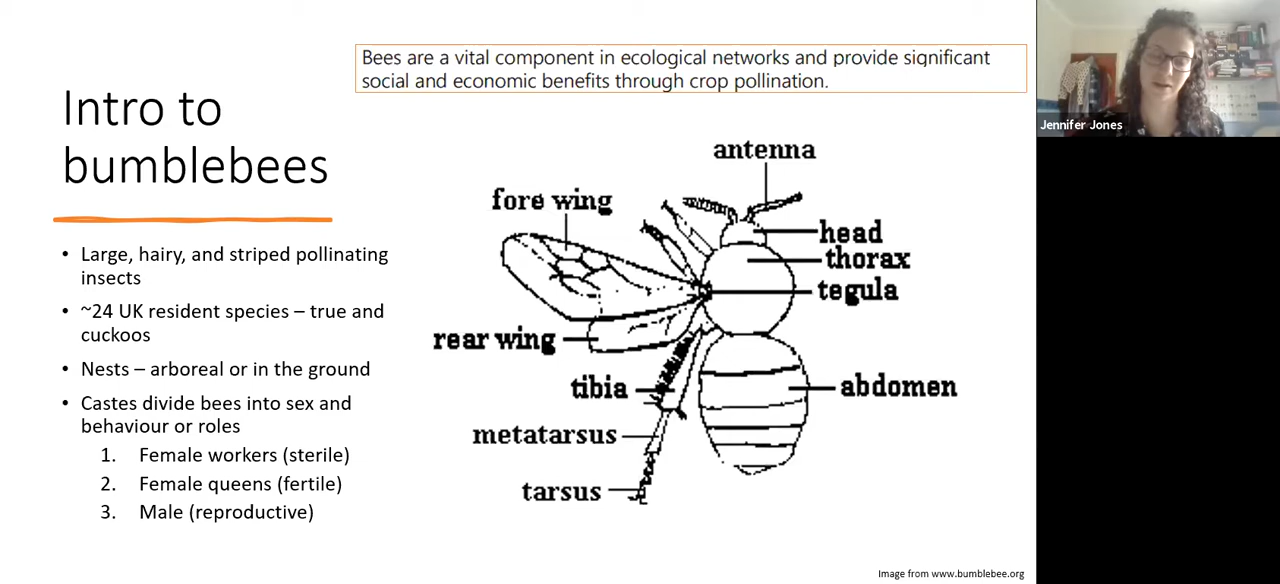 Bees are a vital component in ecological networks and provide significant
social and economic benefits through crop pollination.
Intro to
bumblebees
• Large, hairy, and striped pollinating
insects
• ~24 UK resident species – true and
cuckoos
• Nests – arboreal or in the ground
• Castes divide bees into sex and
behaviour or roles
1. Female workers (sterile)
2. Female queens (fertile)
3. Male (reproductive)
antenna
fore wing
head
thorax
tegula
rear wing
tibia
abdomen
metatarsus
tarsus
Image from www.bumblebee.org
Jennifer Jones